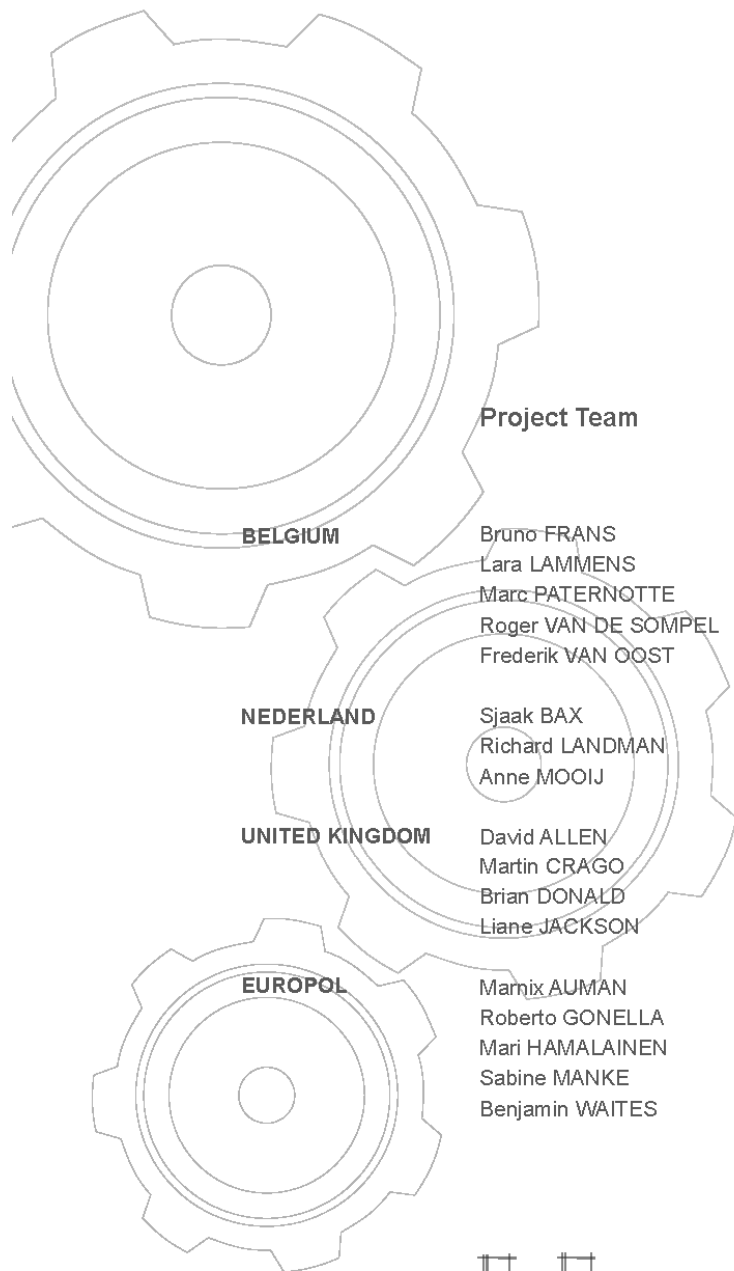 Project Team
BELGIUM Bruno FRANS
Lara LAMMENS
Marc PATERNOTTE
Roger VAN DE SOMPEL
Frederik VAN OOST
NEDERLAND Sjaak BAX
Richard LANDMAN
Anne MOOIJ
UNITED KINGDOM David ALLEN
Martin CRAGO
Brian DONALD
Liane JACKSON
EUROPOL Marnix AUMAN
Roberto GONELLA
Mari HAMALAINEN
Sabine MANKE
Benjamin WAITES